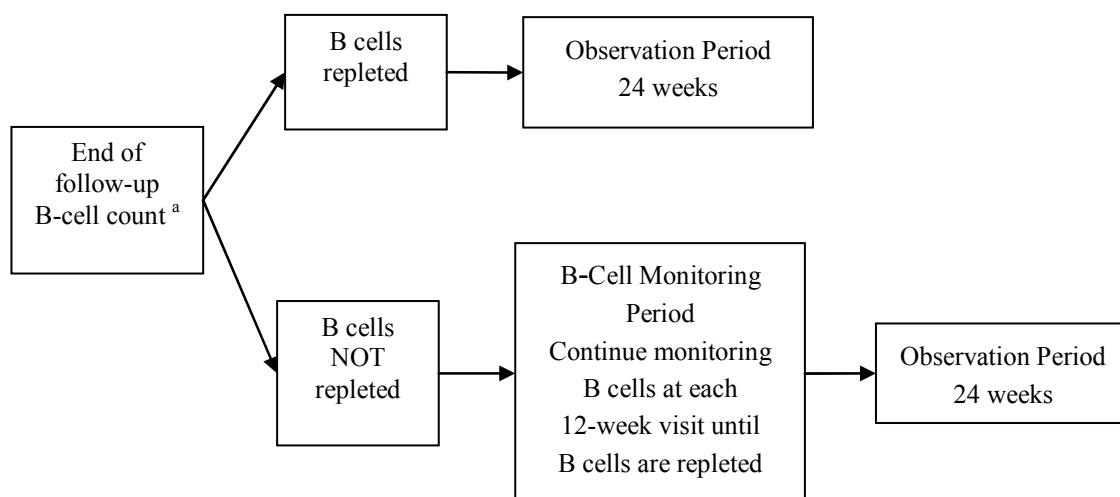 B cells
repleted
Observation Period
24 weeks
End of
follow-up
B-cell count ᵃ
B cells
NOT
repleted
B-Cell Monitoring
Period
Continue monitoring
B cells at each
12-week visit until
B cells are repleted
Observation Period
24 weeks